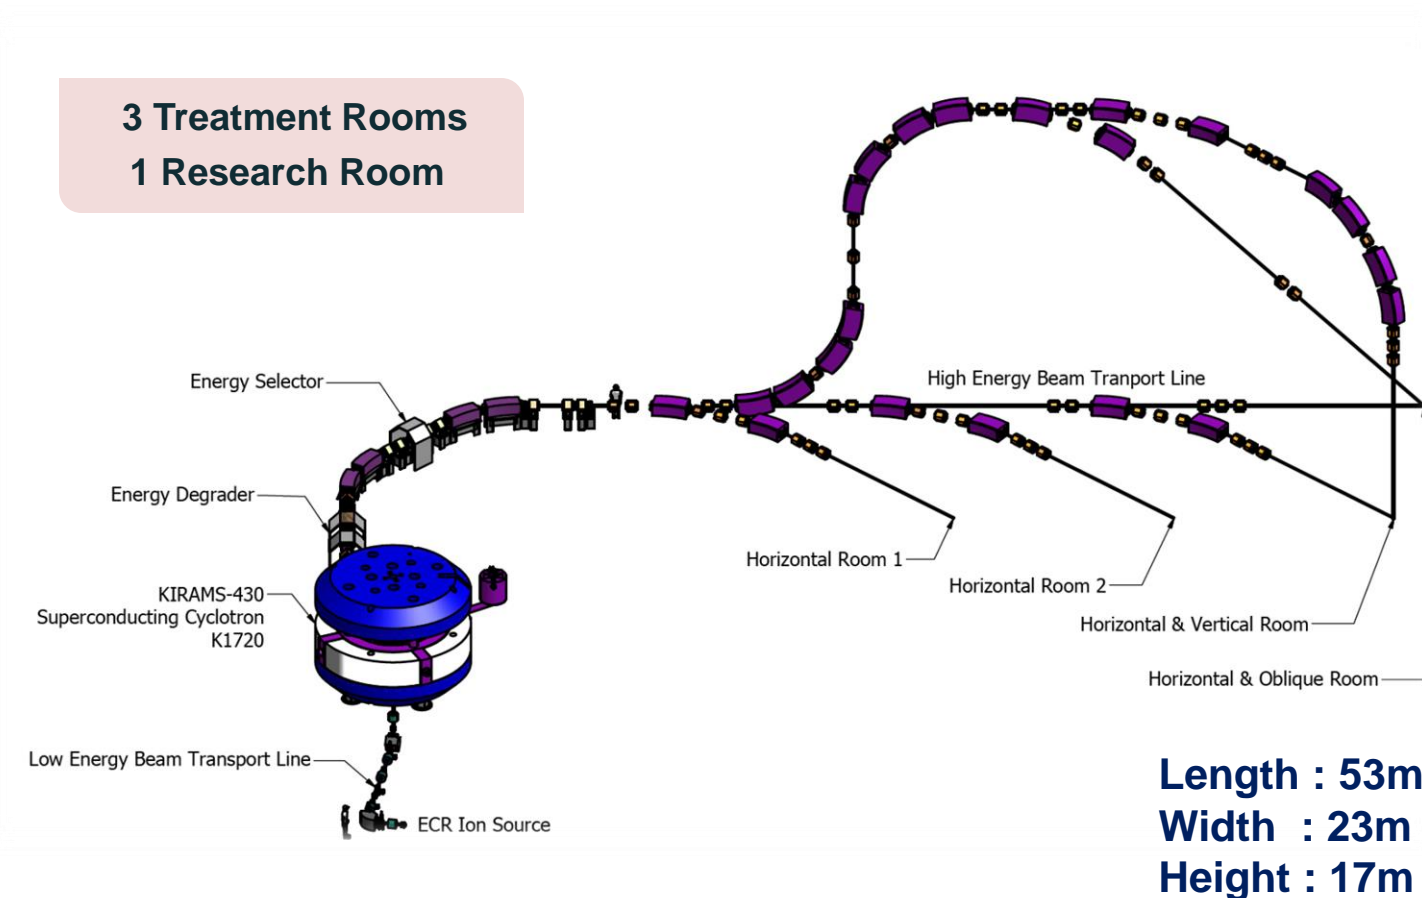 3 Treatment Rooms
1 Research Room
Energy Selector
High Energy Beam Tranport Line
Energy Degrader
Horizontal Room 1
Horizontal Room 2
KIRAMS-430
Superconducting Cyclotron
K1720
Horizontal & Vertical Room
Horizontal & Oblique Room
Low Energy Beam Transport Line
ECR Ion Source
Length : 53m
Width : 23m
Height : 17m